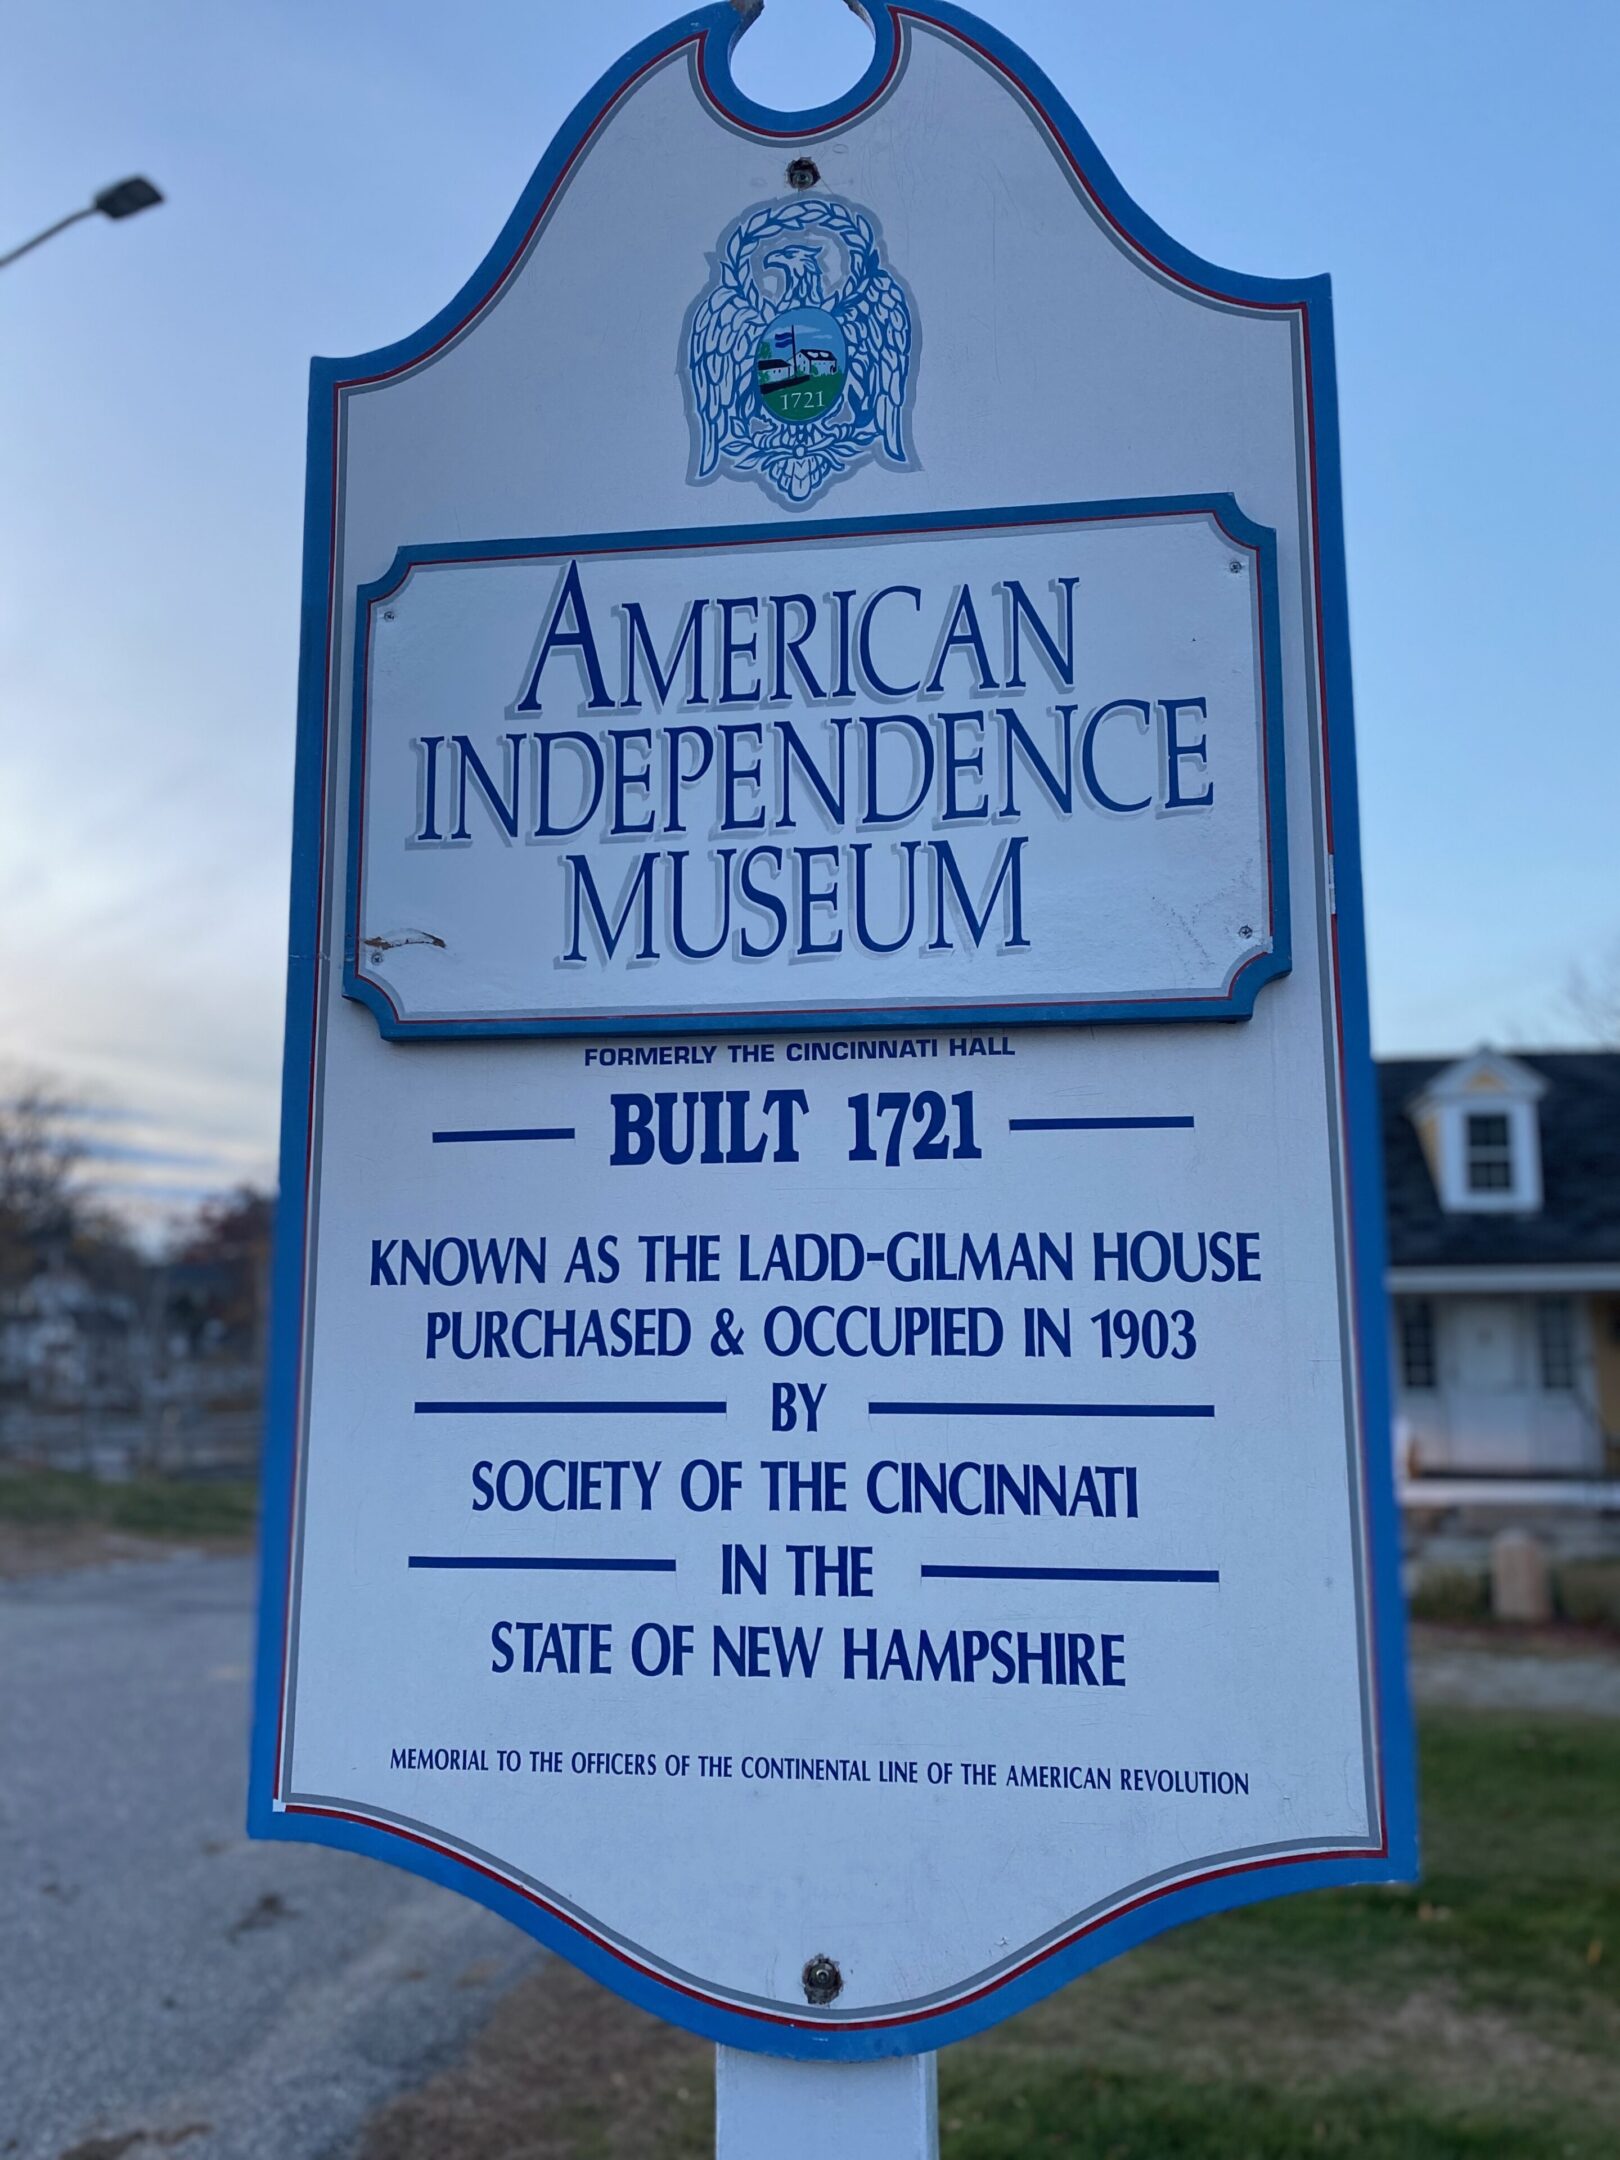 1721
AMERICAN
INDEPENDENCE
MUSEUM
FORMERLY THE CINCINNATI HALL
BUILT 1721
KNOWN AS THE LADD-GILMAN HOUSE
PURCHASED & OCCUPIED IN 1903
BY
SOCIETY OF THE CINCINNATI
IN THE
STATE OF NEW HAMPSHIRE
MEMORIAL TO THE OFFICERS OF THE CONTINENTAL LINE OF THE AMERICAN REVOLUTION